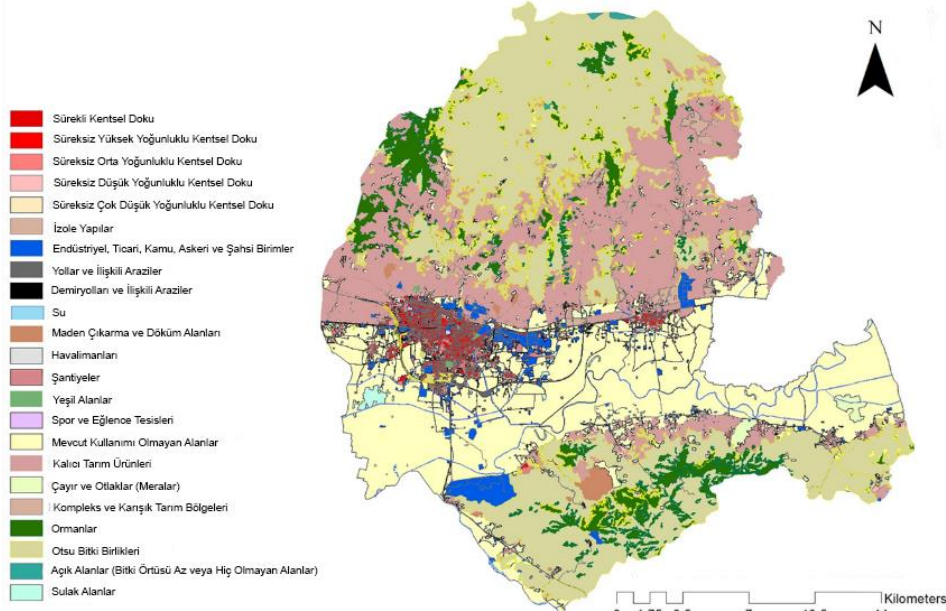 N
Sürekli Kentsel Doku
Süreksiz Yüksek Yoğunluklu Kentsel Doku
Süreksiz Orta Yoğunluklu Kentsel Doku
Süreksiz Düşük Yoğunluklu Kentsel Doku
Süreksiz Çok Düşük Yoğunluklu Kentsel Doku
İzole Yapılar
Endüstriyel, Ticari, Kamu, Askeri ve Şahsi Birimler
Yollar ve İlişkili Araziler
Demiryolları ve İlişkili Araziler
Su
Maden Çıkarma ve Döküm Alanları
Havalimanları
Şantiyeler
Yeşil Alanlar
Spor ve Eğlence Tesisleri
Mevcut Kullanımı Olmayan Alanlar
Kalıcı Tarım Ürünleri
Çayır ve Otlaklar (Meralar)
Kompleks ve Karışık Tarım Bölgeleri
Ormanlar
Otsu Bitki Birlikleri
Açık Alanlar (Bitki Örtüsü Az veya Hiç Olmayan Alanlar)
Sulak Alanlar
Kilometers